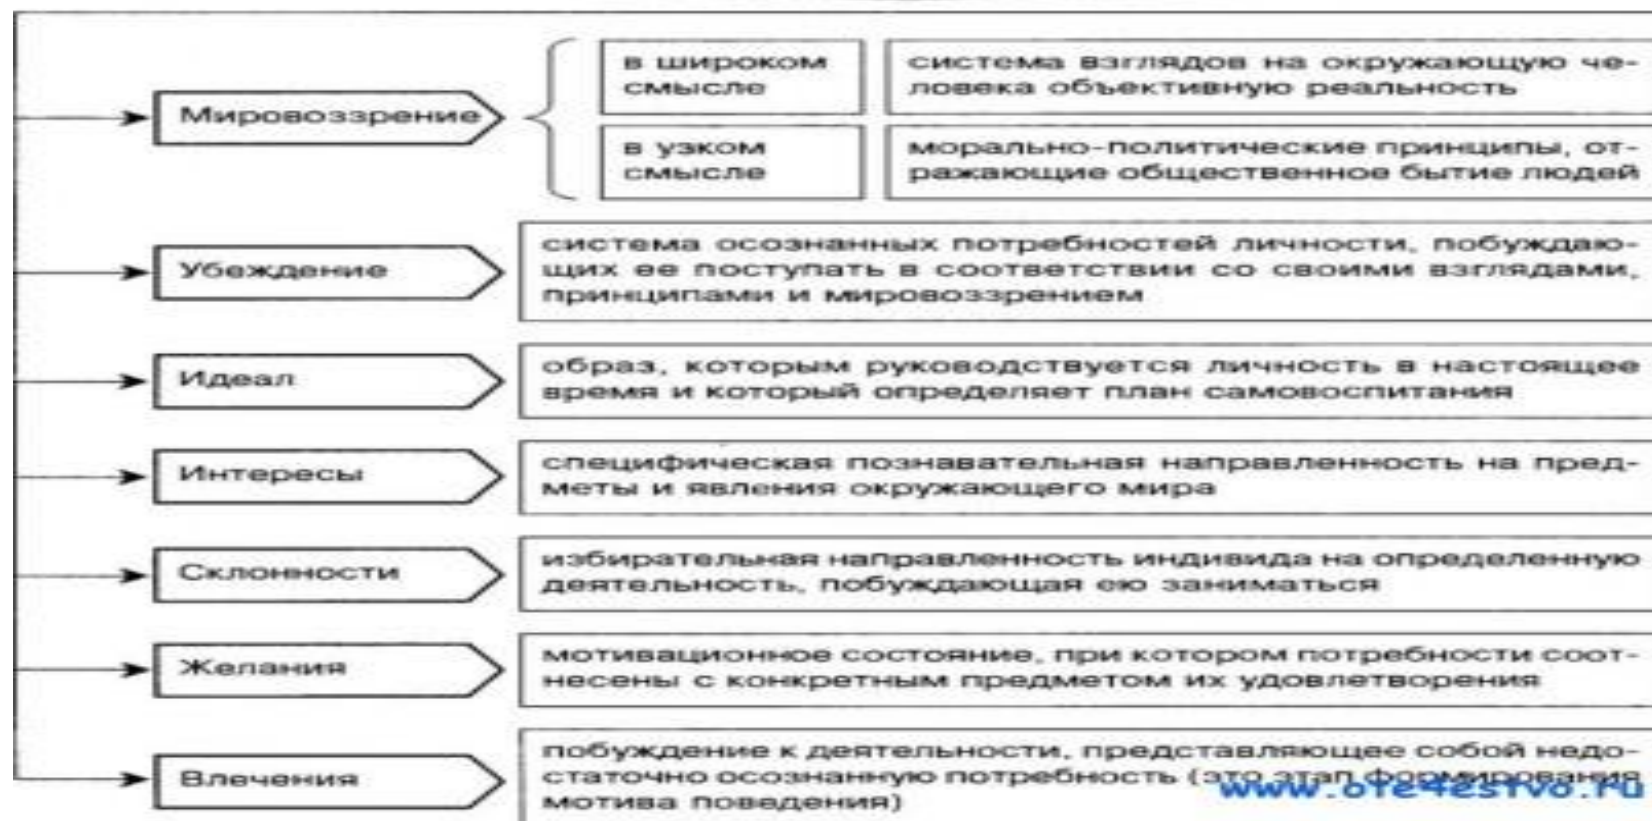 Мировоззрение
в широком
смысле
система взглядов на окружающую че-
ловека объективную реальность
в узком
смысле
морально-политические принципы, от-
ражающие общественное бытие людей
Убеждение
система осознанных потребностей личности, побуждаю-
щих ее поступать в соответствии со своими взглядами,
принципами и мировоззрением
Идеал
образ, которым руководствуется личность в настоящее
время и который определяет план самовоспитания
Интересы
специфическая познавательная направленность на пред-
меты и явления окружающего мира
Склонности
избирательная направленность индивида на определенную
деятельность, побуждающая ею заниматься
Желания
мотивационное состояние, при котором потребности соот-
несены с конкретным предметом их удовлетворения
Влечения
побуждение к деятельности, представляющее собой недо-
статочно осознанную потребность (это этап формирования
мотива поведения)
www.ote4estvo.ru